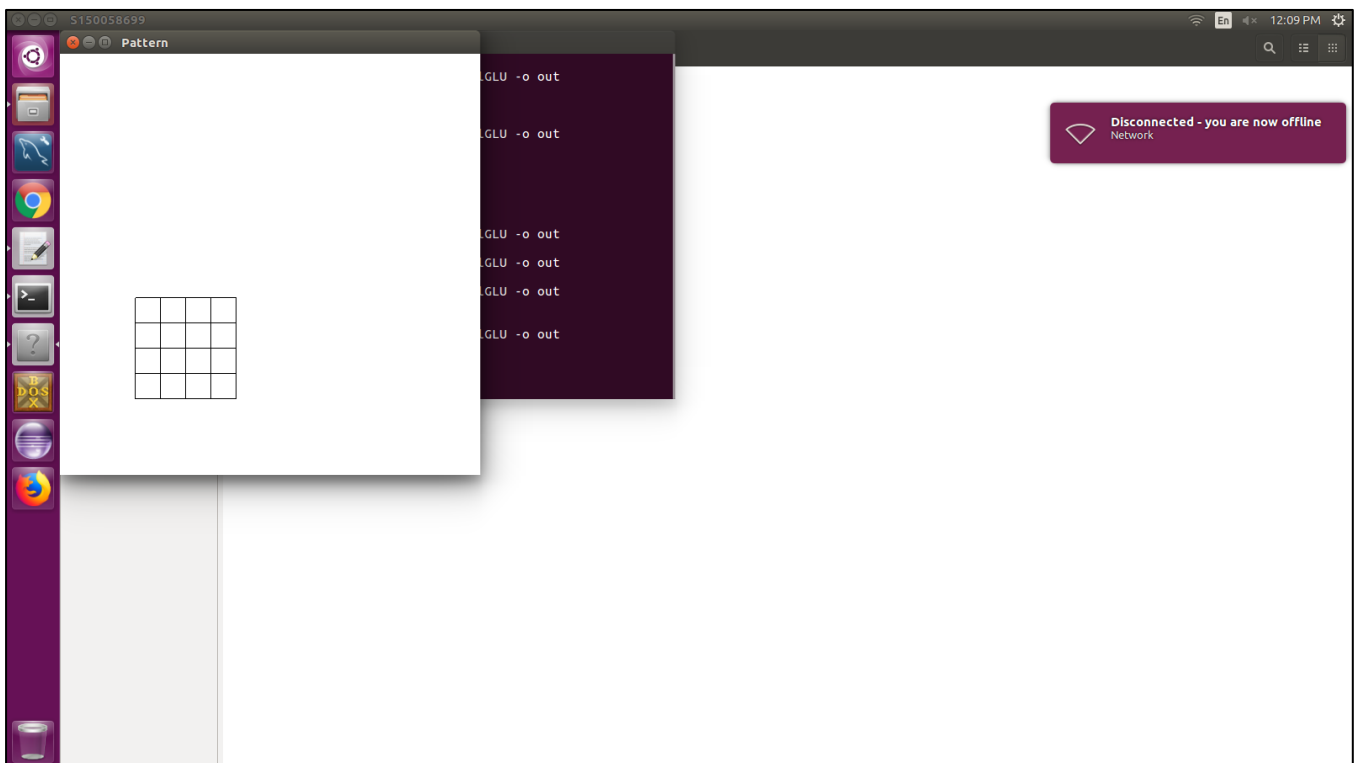 S150058699
En 12:09 PM
Pattern
lGLU -o out
lGLU -o out
lGLU -o out
lGLU -o out
lGLU -o out
lGLU -o out
Disconnected - you are now offline
Network
>_
?
DOS
BOX